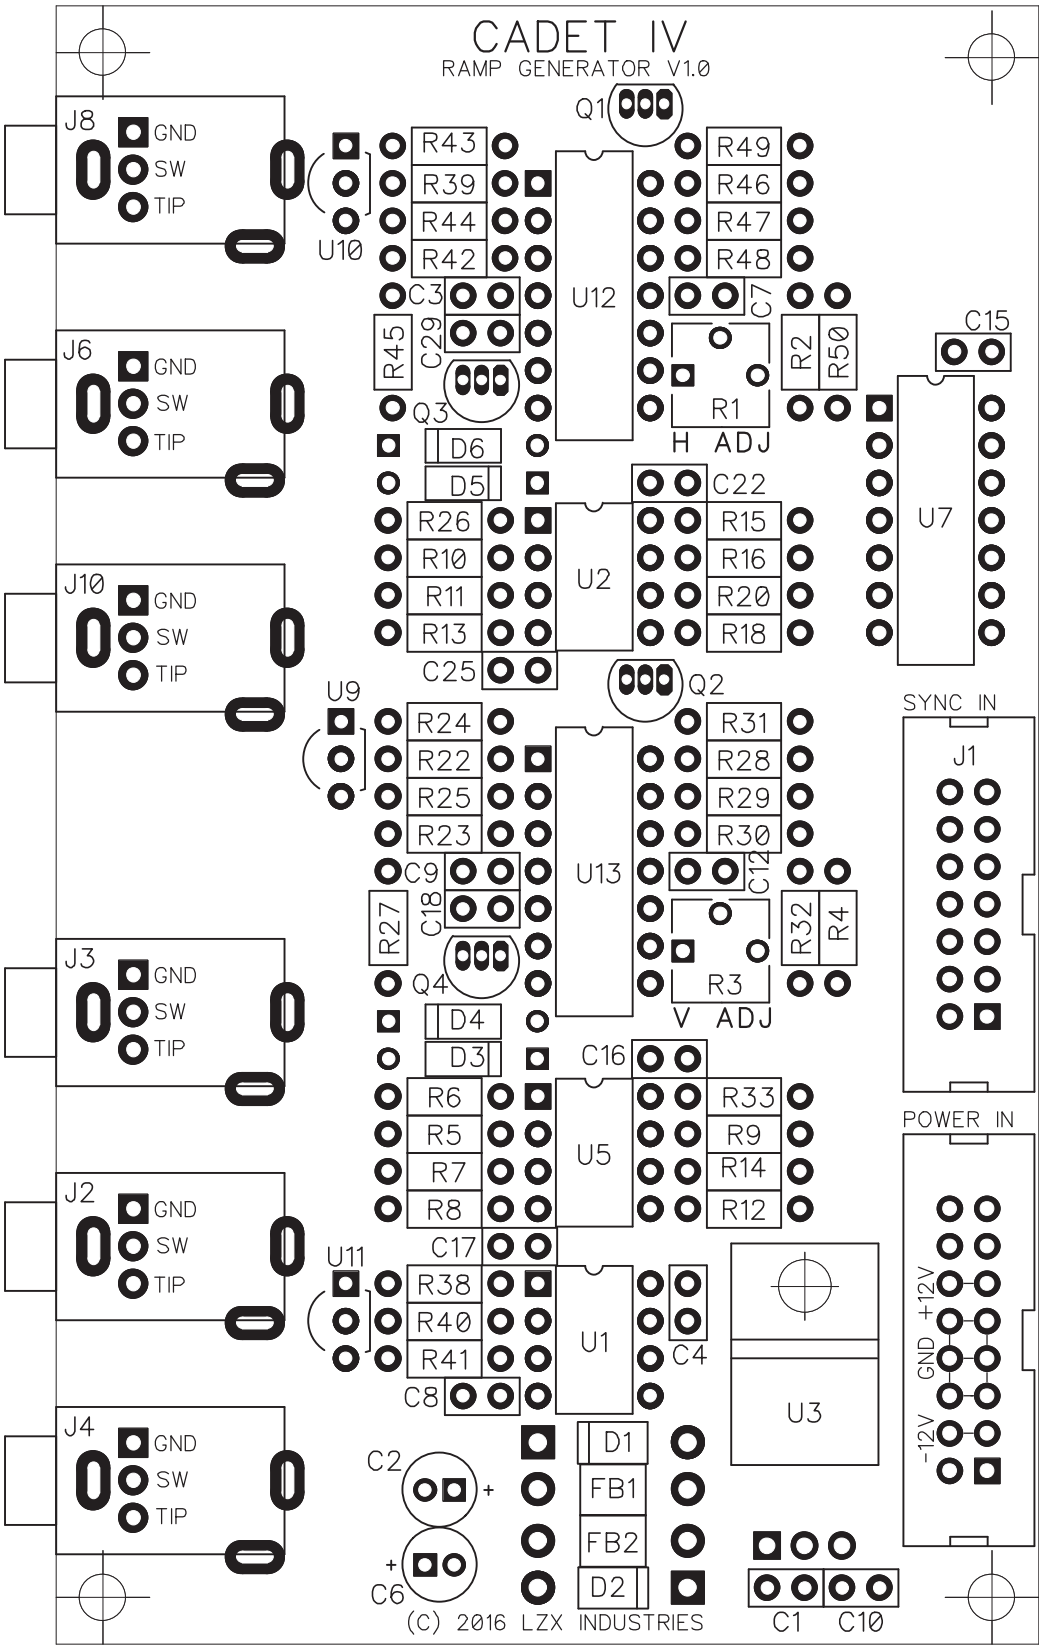 CADET IV
RAMP GENERATOR V1.0
Q1
J8
GND
SW
TIP
U10
R43
R39
R44
R42
C3
C29
R45
Q3
D6
D5
U12
R49
R46
R47
R48
C7
R2
R50
R1
H ADJ
C15
U7
J6
GND
SW
TIP
C22
R26
R10
R11
R13
C25
U2
R15
R16
R20
R18
Q2
J10
GND
SW
TIP
U9
R24
R22
R25
R23
C9
C18
R27
Q4
D4
D3
U13
R31
R28
R29
R30
C12
R32
R4
R3
V ADJ
SYNC IN
J1
J3
GND
SW
TIP
C16
R6
R5
R7
R8
C17
U5
R33
R9
R14
R12
POWER IN
+12V
GND
-12V
J2
GND
SW
TIP
U11
R38
R40
R41
C8
U1
C4
U3
J4
GND
SW
TIP
C2
+
+
C6
D1
FB1
FB2
D2
C1 C10
(C) 2016 LZX INDUSTRIES